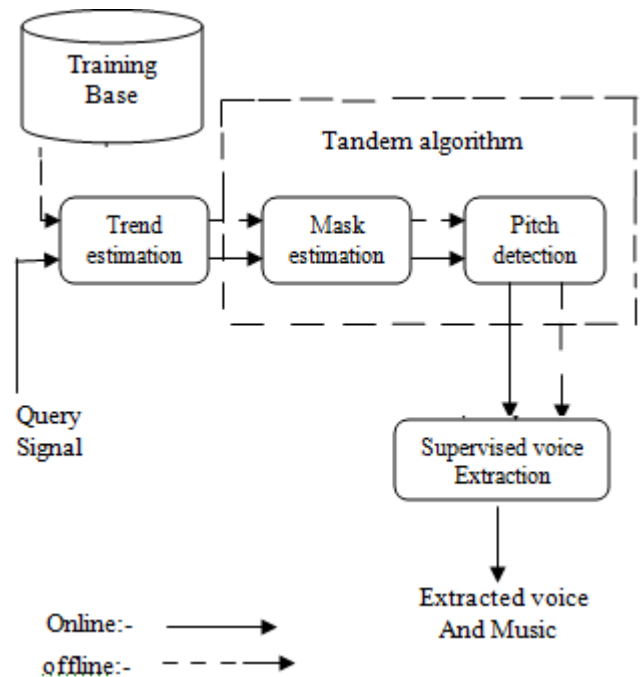 Training
Base
Tandem algorithm
Trend
estimation
Mask
estimation
Pitch
detection
Query
Signal
Supervised voice
Extraction
Extracted voice
And Music
Online:-
offline:-